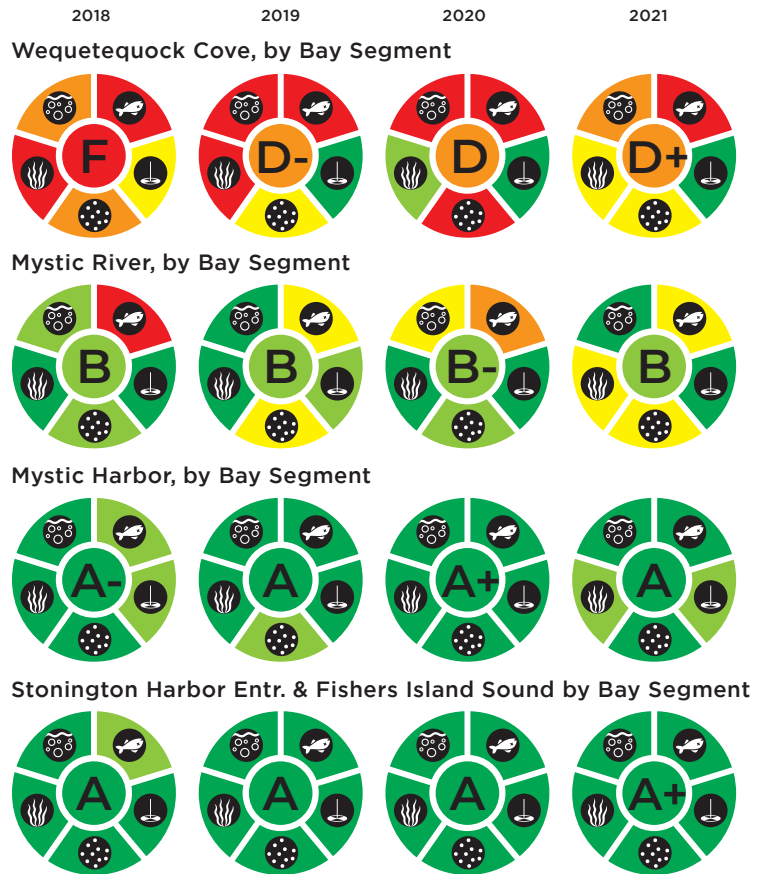 2018 2019 2020 2021
Wequetequock Cove, by Bay Segment
F D- D D+
Mystic River, by Bay Segment
B B B- B
Mystic Harbor, by Bay Segment
A- A A+ A
Stonington Harbor Entr. & Fishers Island Sound by Bay Segment
A A A A+